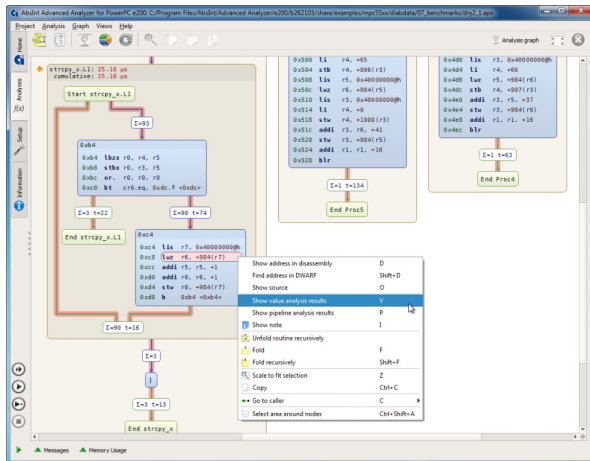 AbsInt Advanced Analyzer for PowerPC e200: C:/Program Files/AbsInt/Advanced Analyzer/e200/b262103/share/examples/mpc55xx/diabdata/07_benchmarks/dry2_1.aps
Project Analysis Graph Views Help
Analysis graph
Home
Analyses
f(x)
Setup
Information
strcpy_x.L1: 25.16 µs
cumulative: 25.16 µs
Start strcpy_x.L1
Σ=93
0xb4
0xb4 lbzx r0, r4, r5
0xb8 stbx r0, r3, r5
0xbc or. r0, r0, r0
0xc0 bt cr0.eq, 0xdc.f <0xdc>
Σ=3 t=22
Σ=90 t=74
End strcpy_x.L1
0xc4
0xc4 lis r7, 0x40000000@h
0xc8 lwz r6, +984(r7)
0xcc addi r5, r5, +1
0xd0 addi r0, r6, +1
0xd4 stw r0, +984(r7)
0xd8 b 0xb4 <0xb4>
Σ=90 t=16
Σ=3
}
Σ=3 t=13
End strcpy_x
0x500 li r4, +65
0x504 stb r4, +996(r3)
0x508 lis r5, 0x40000000@h
0x50c lwz r6, +984(r5)
0x510 lis r3, 0x40000000@h
0x514 li r4, +0
0x518 stw r4, +1000(r3)
0x51c addi r3, r6, +41
0x520 stw r3, +984(r5)
0x524 addi r1, r1, +16
0x528 blr
Σ=1 t=134
End Proc5
0x4d0 lis r3, 0x40000000@h
0x4d4 li r4, +66
0x4d8 lwz r5, +984(r6)
0x4dc stb r4, +997(r3)
0x4e0 addi r3, r5, +37
0x4e4 stw r3, +984(r6)
0x4e8 addi r1, r1, +16
0x4ec blr
Σ=1 t=63
End Proc4
Show address in disassembly D
Find address in DWARF Shift+D
Show source O
Show value analysis results V
Show pipeline analysis results P
Show note I
Unfold routine recursively
Fold F
Fold recursively Shift+F
Scale to fit selection Z
Copy Ctrl+C
Go to caller C
Select area around nodes Ctrl+Shift+A
Messages Memory Usage